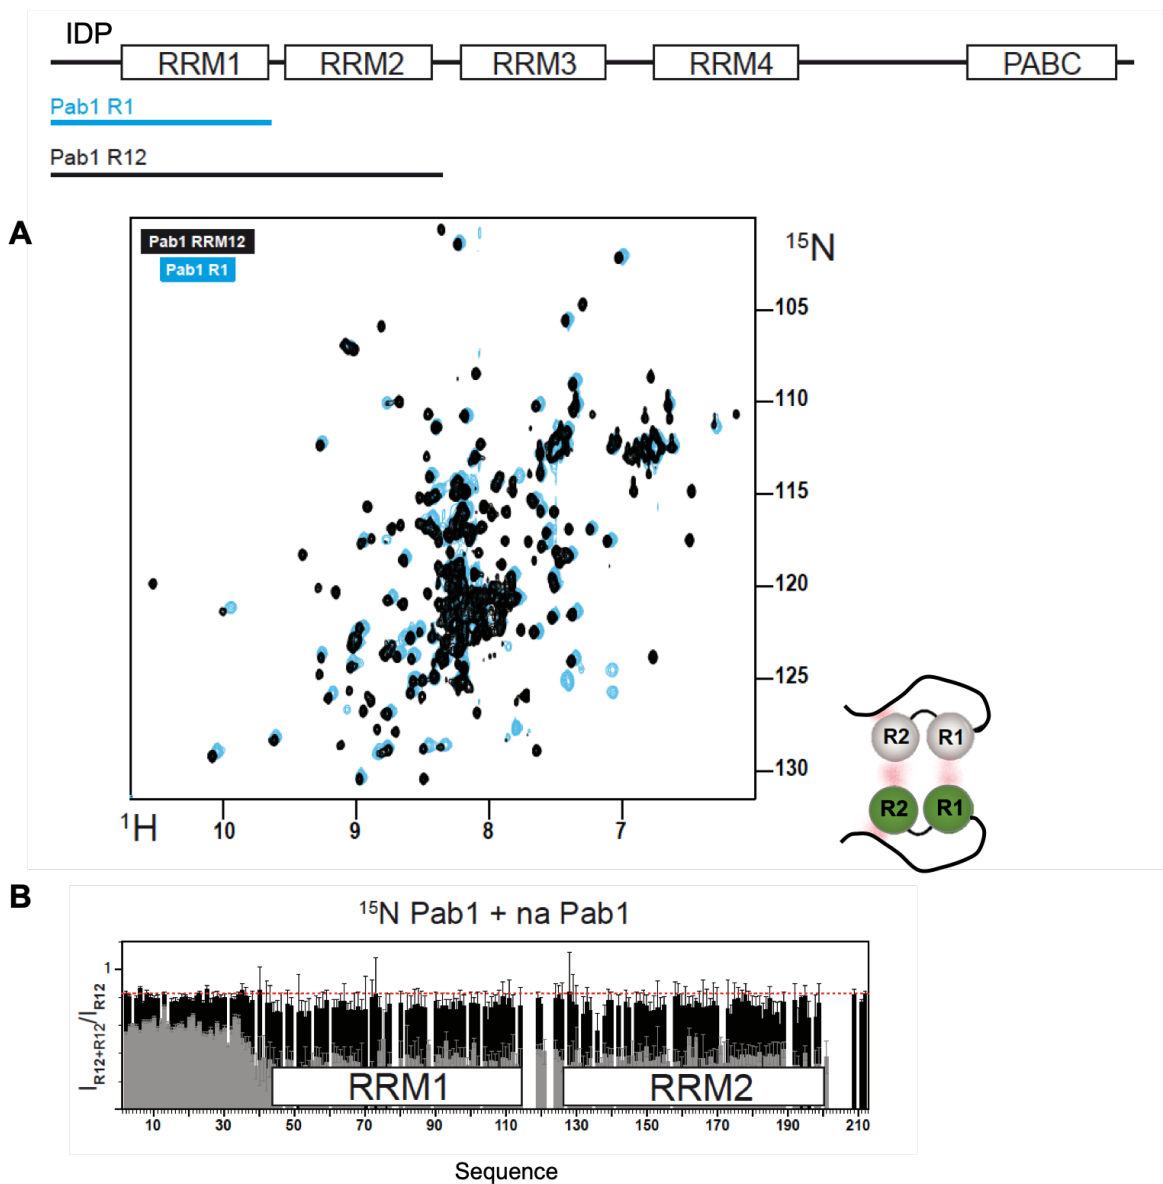 IDP
RRM1 RRM2 RRM3 RRM4 PABC
Pab1 R1
Pab1 R12
A
Pab1 RRM12
Pab1 R1
¹⁵N
105
110
115
120
125
130
¹H 10 9 8 7
R2 R1
R2 R1
B
¹⁵N Pab1 + na Pab1
1
I_R12+R12/I_R12
RRM1 RRM2
10 30 50 70 90 110 130 150 170 190 210
Sequence